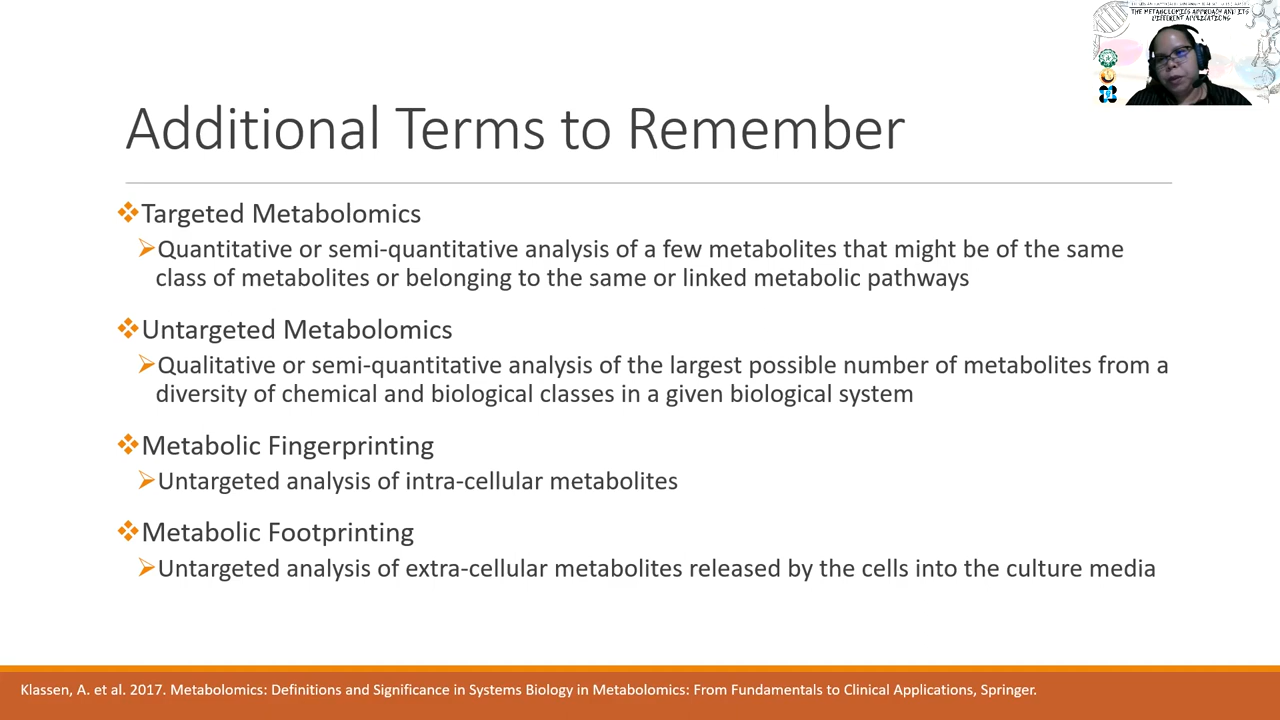 THE METABOLOMICS APPROACH AND ITS
DIFFERENT APPLICATIONS
Additional Terms to Remember
Targeted Metabolomics
Quantitative or semi-quantitative analysis of a few metabolites that might be of the same
class of metabolites or belonging to the same or linked metabolic pathways
Untargeted Metabolomics
Qualitative or semi-quantitative analysis of the largest possible number of metabolites from a
diversity of chemical and biological classes in a given biological system
Metabolic Fingerprinting
Untargeted analysis of intra-cellular metabolites
Metabolic Footprinting
Untargeted analysis of extra-cellular metabolites released by the cells into the culture media
Klassen, A. et al. 2017. Metabolomics: Definitions and Significance in Systems Biology in Metabolomics: From Fundamentals to Clinical Applications, Springer.